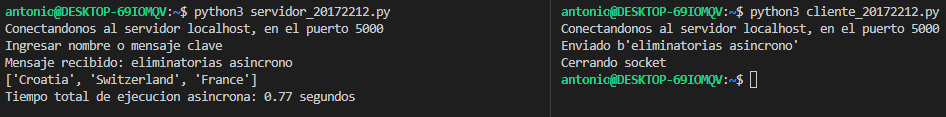 antonio@DESKTOP-69IOMQV:~$ python3 servidor_20172212.py
Conectandonos al servidor localhost, en el puerto 5000
Ingresar nombre o mensaje clave
Mensaje recibido: eliminatorias asincrono
['Croatia', 'Switzerland', 'France']
Tiempo total de ejecucion asincrona: 0.77 segundos
antonio@DESKTOP-69IOMQV:~$ python3 cliente_20172212.py
Conectandonos al servidor localhost, en el puerto 5000
Enviado b'eliminatorias asincrono'
Cerrando socket
antonio@DESKTOP-69IOMQV:~$